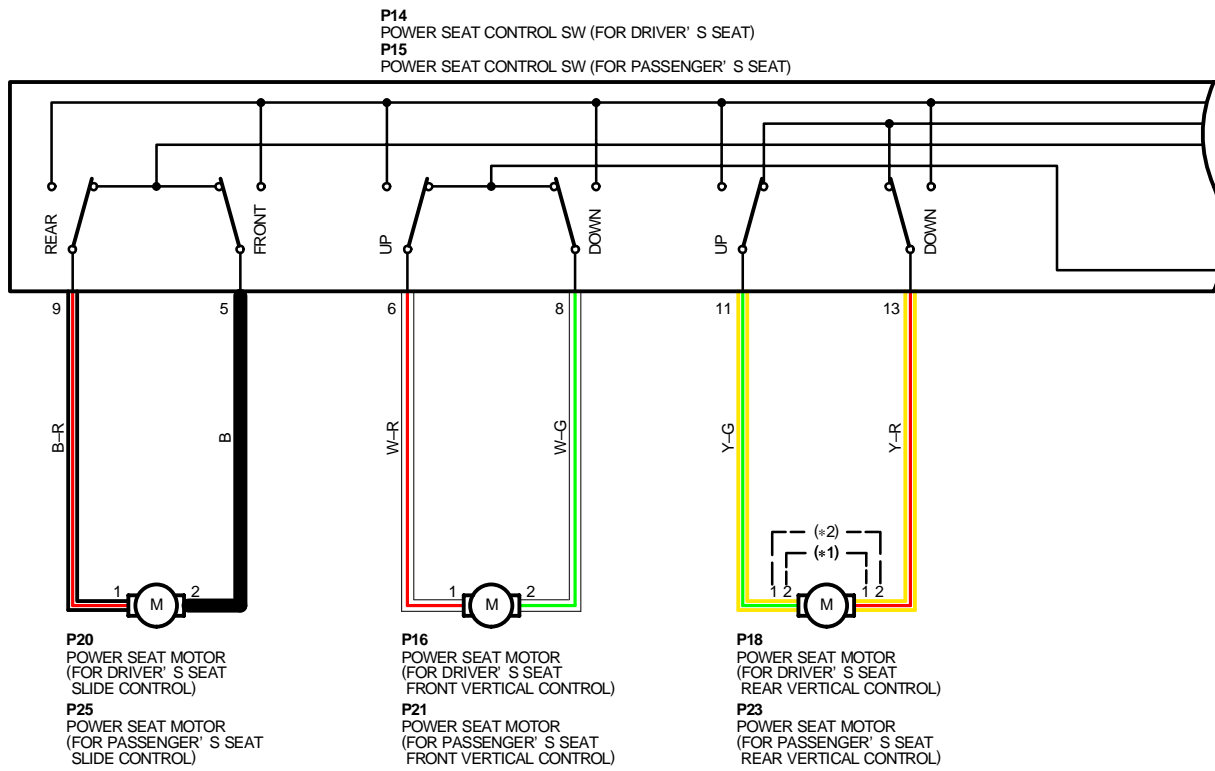 P14
POWER SEAT CONTROL SW (FOR DRIVER' S SEAT)
P15
POWER SEAT CONTROL SW (FOR PASSENGER' S SEAT)
REAR
FRONT
UP
DOWN
UP
DOWN
9
5
6
8
11
13
B–R
B
W–R
W–G
Y–G
Y–R
(*2)
(*1)
1
M
2
1
M
2
1 2
M
1 2
P20
POWER SEAT MOTOR
(FOR DRIVER' S SEAT
SLIDE CONTROL)
P25
POWER SEAT MOTOR
(FOR PASSENGER' S SEAT
SLIDE CONTROL)
P16
POWER SEAT MOTOR
(FOR DRIVER' S SEAT
FRONT VERTICAL CONTROL)
P21
POWER SEAT MOTOR
(FOR PASSENGER' S SEAT
FRONT VERTICAL CONTROL)
P18
POWER SEAT MOTOR
(FOR DRIVER' S SEAT
REAR VERTICAL CONTROL)
P23
POWER SEAT MOTOR
(FOR PASSENGER' S SEAT
REAR VERTICAL CONTROL)